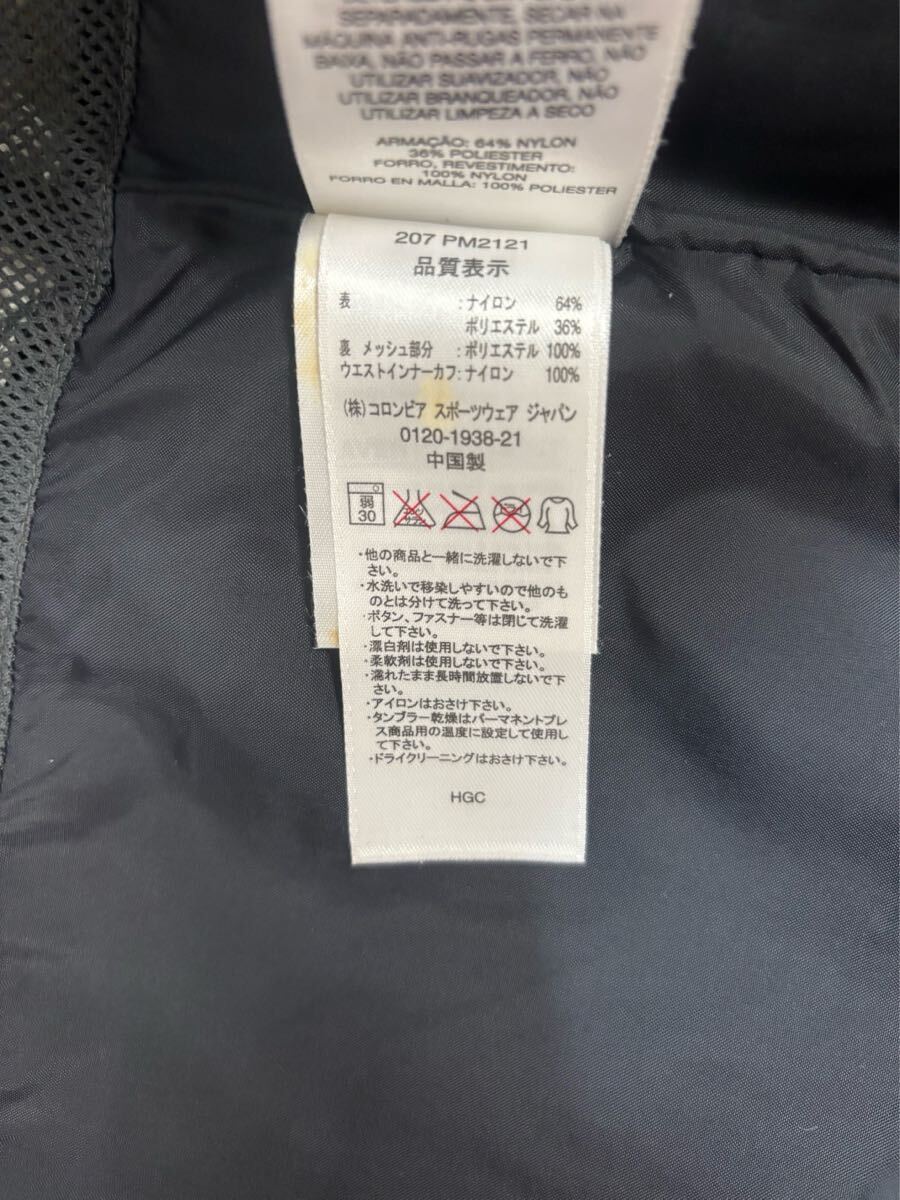 SEPARADAMENTE, SECAR NA
MÁQUINA ANTI-RUGAS PERMANENTE
BAIXA, NÃO PASSAR A FERRO, NÃO
UTILIZAR SUAVIZADOR, NÃO
UTILIZAR BRANQUEADOR, NÃO
UTILIZAR LIMPEZA A SECO
ARMAÇÃO: 64% NYLON
36% POLIESTER
FORRO, REVESTIMENTO:
100% NYLON
FORRO EN MALLA: 100% POLIESTER
207 PM2121
品質表示
表 :ナイロン 64%
ポリエステル 36%
裏 メッシュ部分 :ポリエステル 100%
ウエストインナーカフ:ナイロン 100%
(株)コロンビア スポーツウェア ジャパン
0120-1938-21
中国製
弱
30
・他の商品と一緒に洗濯しないで下
さい。
・水洗いで移染しやすいので他のも
のとは分けて洗って下さい。
・ボタン、ファスナー等は閉じて洗濯
して下さい。
・漂白剤は使用しないで下さい。
・柔軟剤は使用しないで下さい。
・濡れたまま長時間放置しないで下
さい。
・アイロンはおさけ下さい。
・タンブラー乾燥はパーマネントプレ
ス商品用の温度に設定して使用し
て下さい。
・ドライクリーニングはおさけ下さい。
HGC